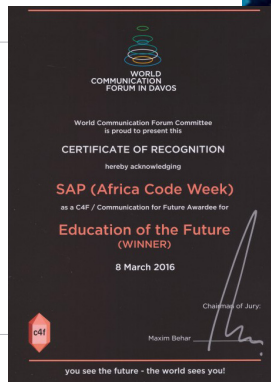 WORLD
COMMUNICATION
FORUM IN DAVOS
World Communication Forum Committee
is proud to present this
CERTIFICATE OF RECOGNITION
hereby acknowledging
SAP (Africa Code Week)
as a C4F / Communication for Future Awardee for
Education of the Future
(WINNER)
8 March 2016
Chairman of Jury:
c4f
Maxim Behar
you see the future - the world sees you!